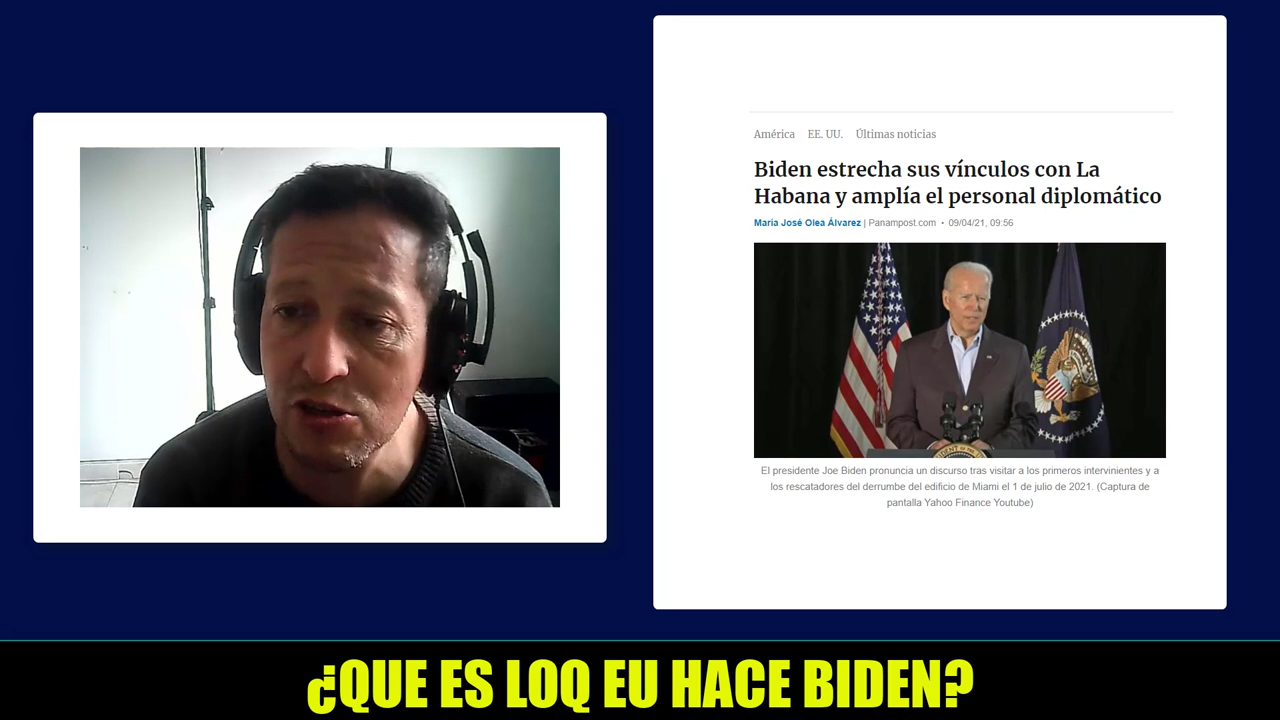 América EE. UU. Últimas noticias
Biden estrecha sus vínculos con La
Habana y amplía el personal diplomático
María José Olea Álvarez | Panampost.com • 09/04/21, 09:56
El presidente Joe Biden pronuncia un discurso tras visitar a los primeros intervinientes y a
los rescatadores del derrumbe del edificio de Miami el 1 de julio de 2021. (Captura de
pantalla Yahoo Finance Youtube)
¿QUE ES LOQ EU HACE BIDEN?